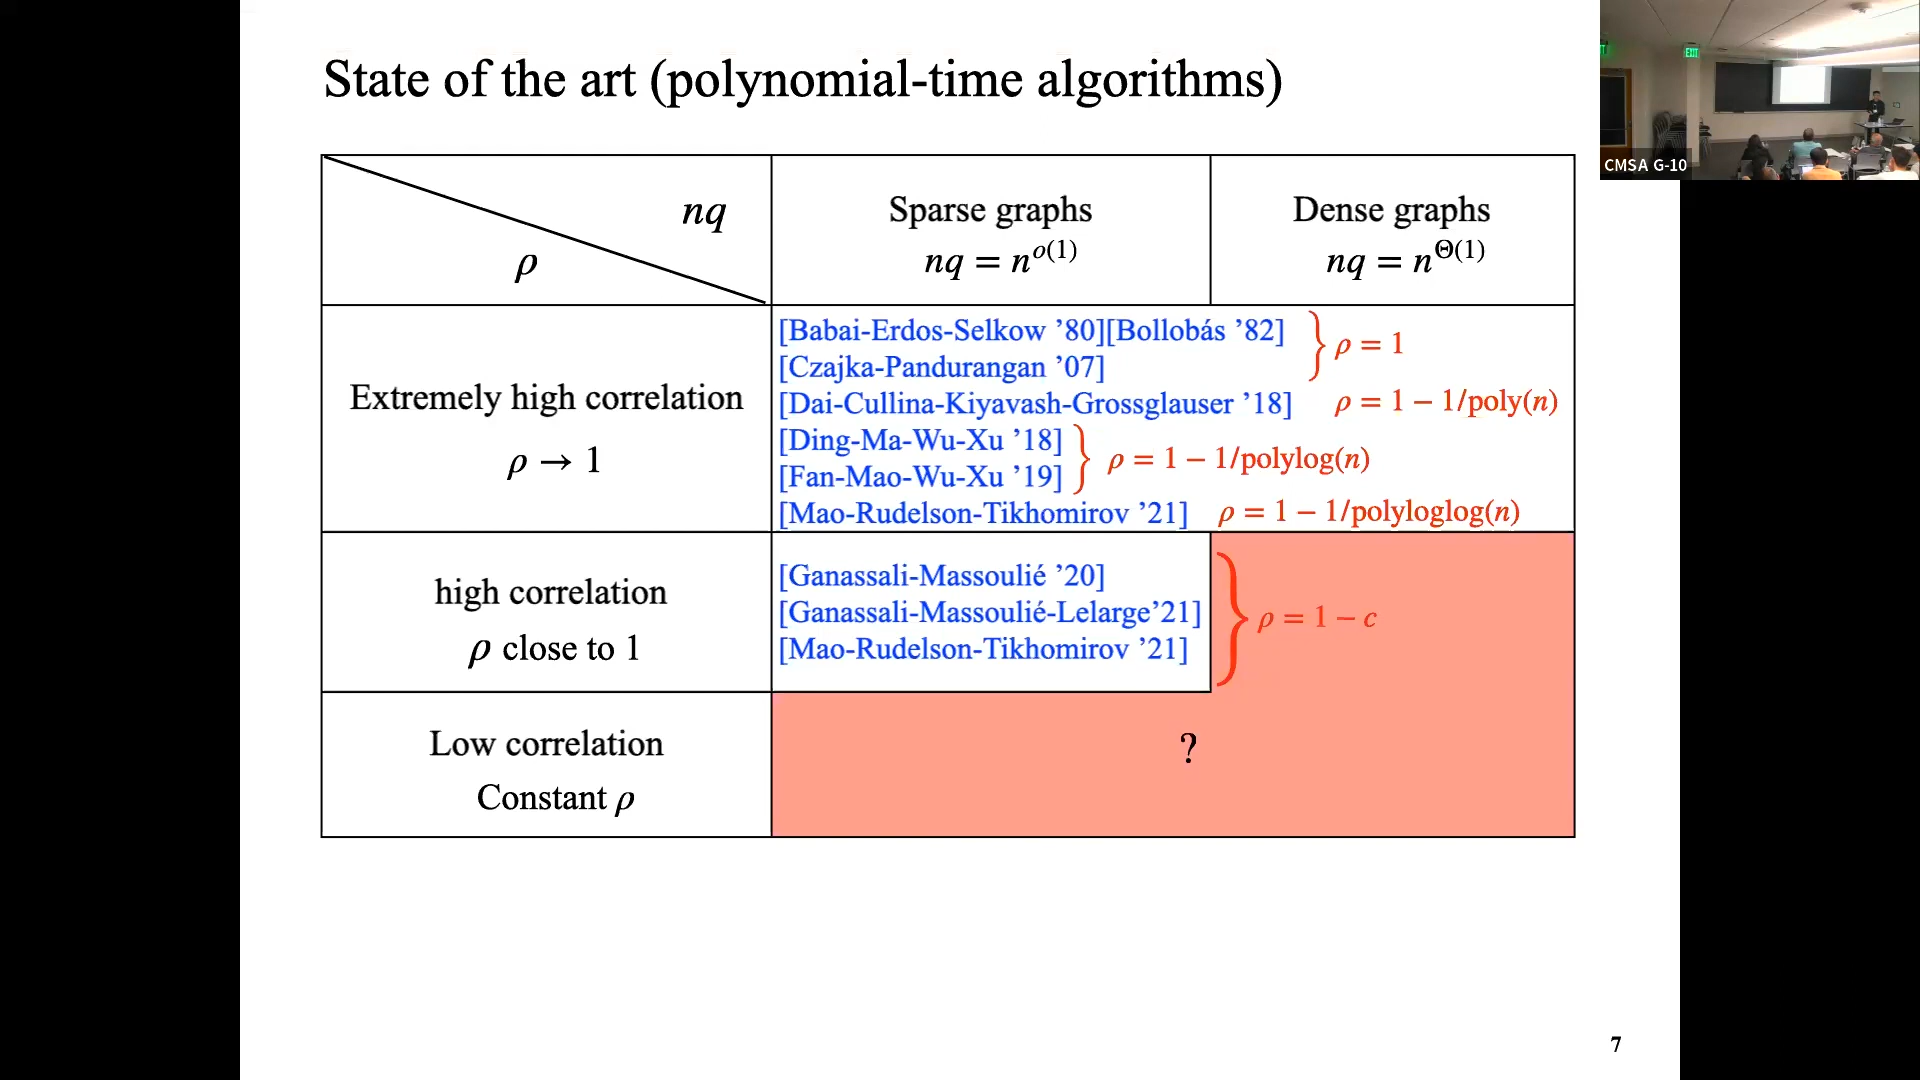 State of the art (polynomial-time algorithms)
EXIT
CMSA G-10
nq
ρ
Sparse graphs
nq = n^{o(1)}
Dense graphs
nq = n^{Θ(1)}
Extremely high correlation
ρ → 1
[Babai-Erdos-Selkow ’80][Bollobás ’82]
[Czajka-Pandurangan ’07]
ρ = 1
[Dai-Cullina-Kiyavash-Grossglauser ’18] ρ = 1 − 1/poly(n)
[Ding-Ma-Wu-Xu ’18]
[Fan-Mao-Wu-Xu ’19]
ρ = 1 − 1/polylog(n)
[Mao-Rudelson-Tikhomirov ’21] ρ = 1 − 1/polyloglog(n)
high correlation
ρ close to 1
[Ganassali-Massoulié ’20]
[Ganassali-Massoulié-Lelarge’21]
[Mao-Rudelson-Tikhomirov ’21]
ρ = 1 − c
Low correlation
Constant ρ
?
7